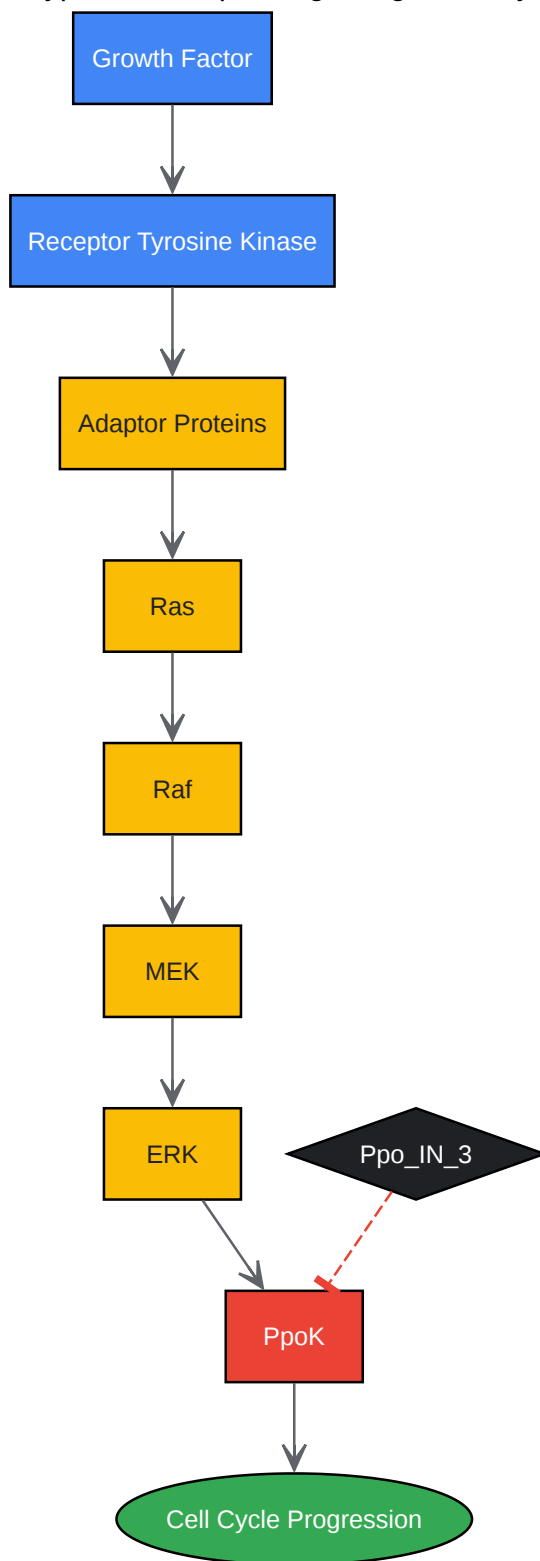 Growth Factor
Receptor Tyrosine Kinase
Adaptor Proteins
Ras
Raf
MEK
ERK
Ppo_IN_3
PpoK
Cell Cycle Progression